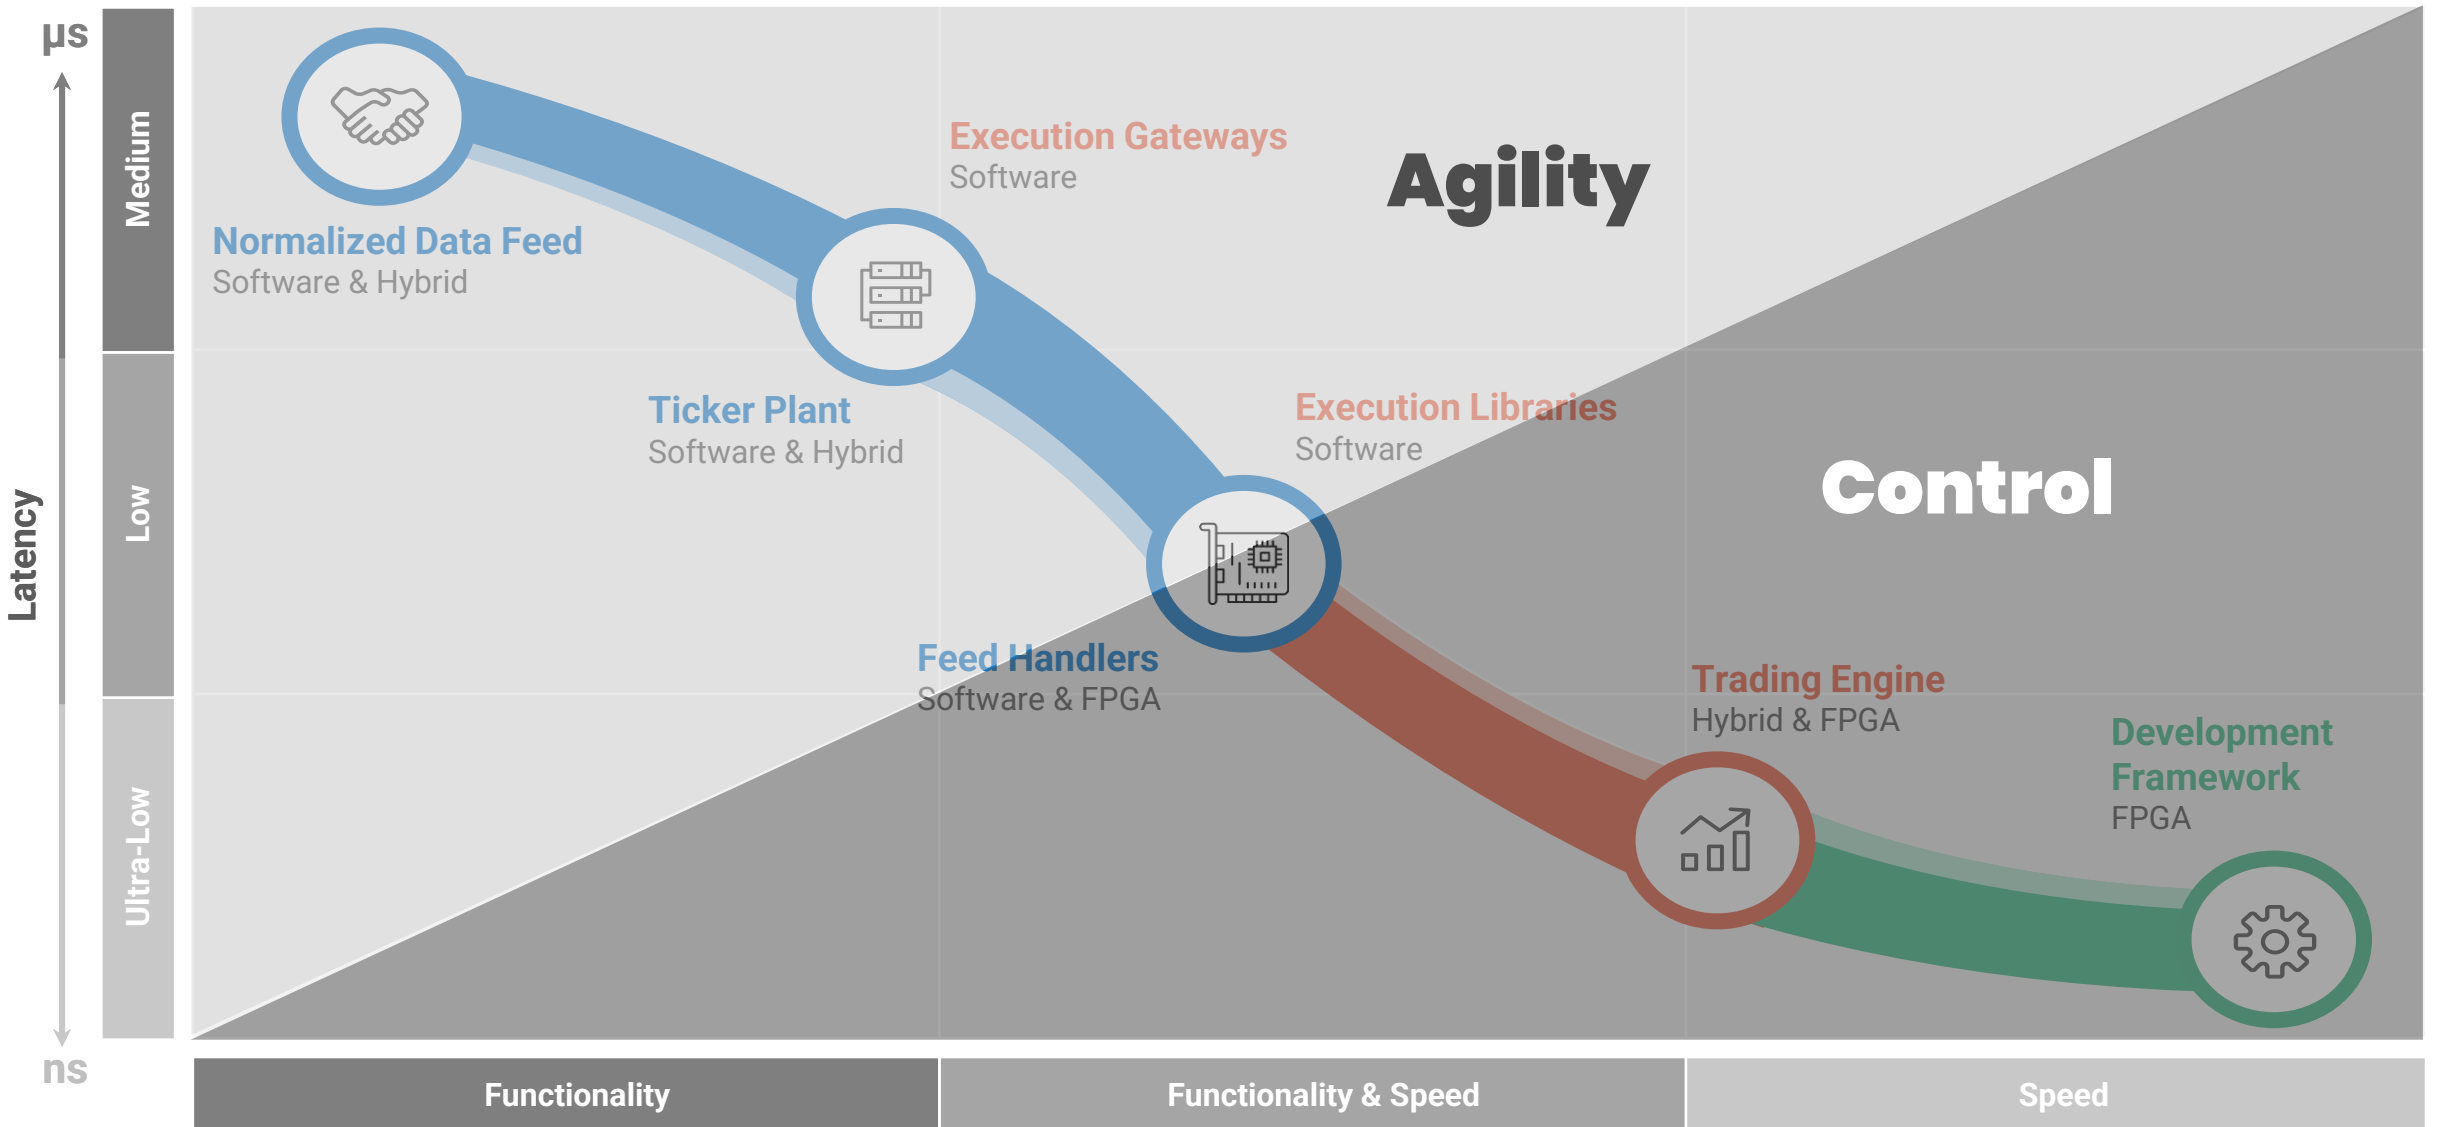 µs
Medium
Execution Gateways
Software
Agility
Normalized Data Feed
Software & Hybrid
Low
Ticker Plant
Software & Hybrid
Execution Libraries
Software
Control
Latency
Feed Handlers
Software & FPGA
Trading Engine
Hybrid & FPGA
Development
Framework
FPGA
Ultra-Low
ns
Functionality
Functionality & Speed
Speed